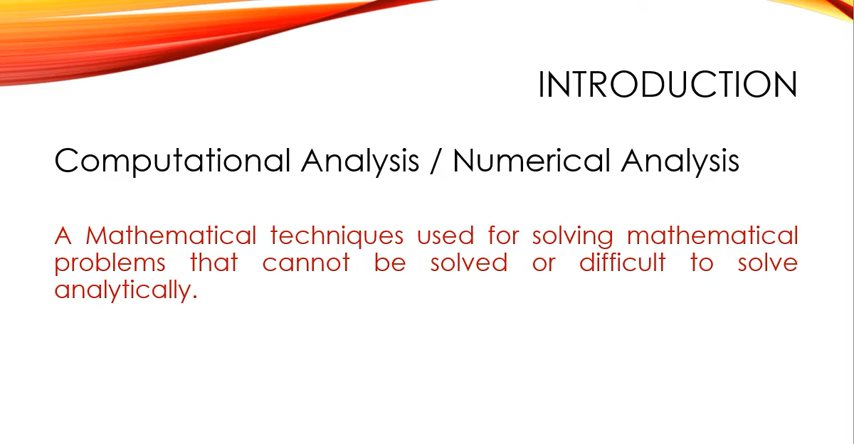 INTRODUCTION
Computational Analysis / Numerical Analysis
A Mathematical techniques used for solving mathematical
problems that cannot be solved or difficult to solve
analytically.